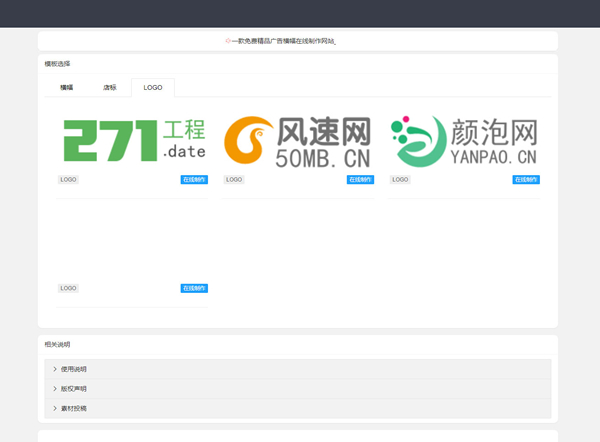 一款免费精品广告横幅在线制作网站_
模板选择
横幅 店标 LOGO
271 工程 .date
风速网
50MB.CN
颜泡网
YANPAO.CN
LOGO 在线制作 LOGO 在线制作 LOGO 在线制作
LOGO 在线制作
相关说明
使用说明
版权声明
素材投稿